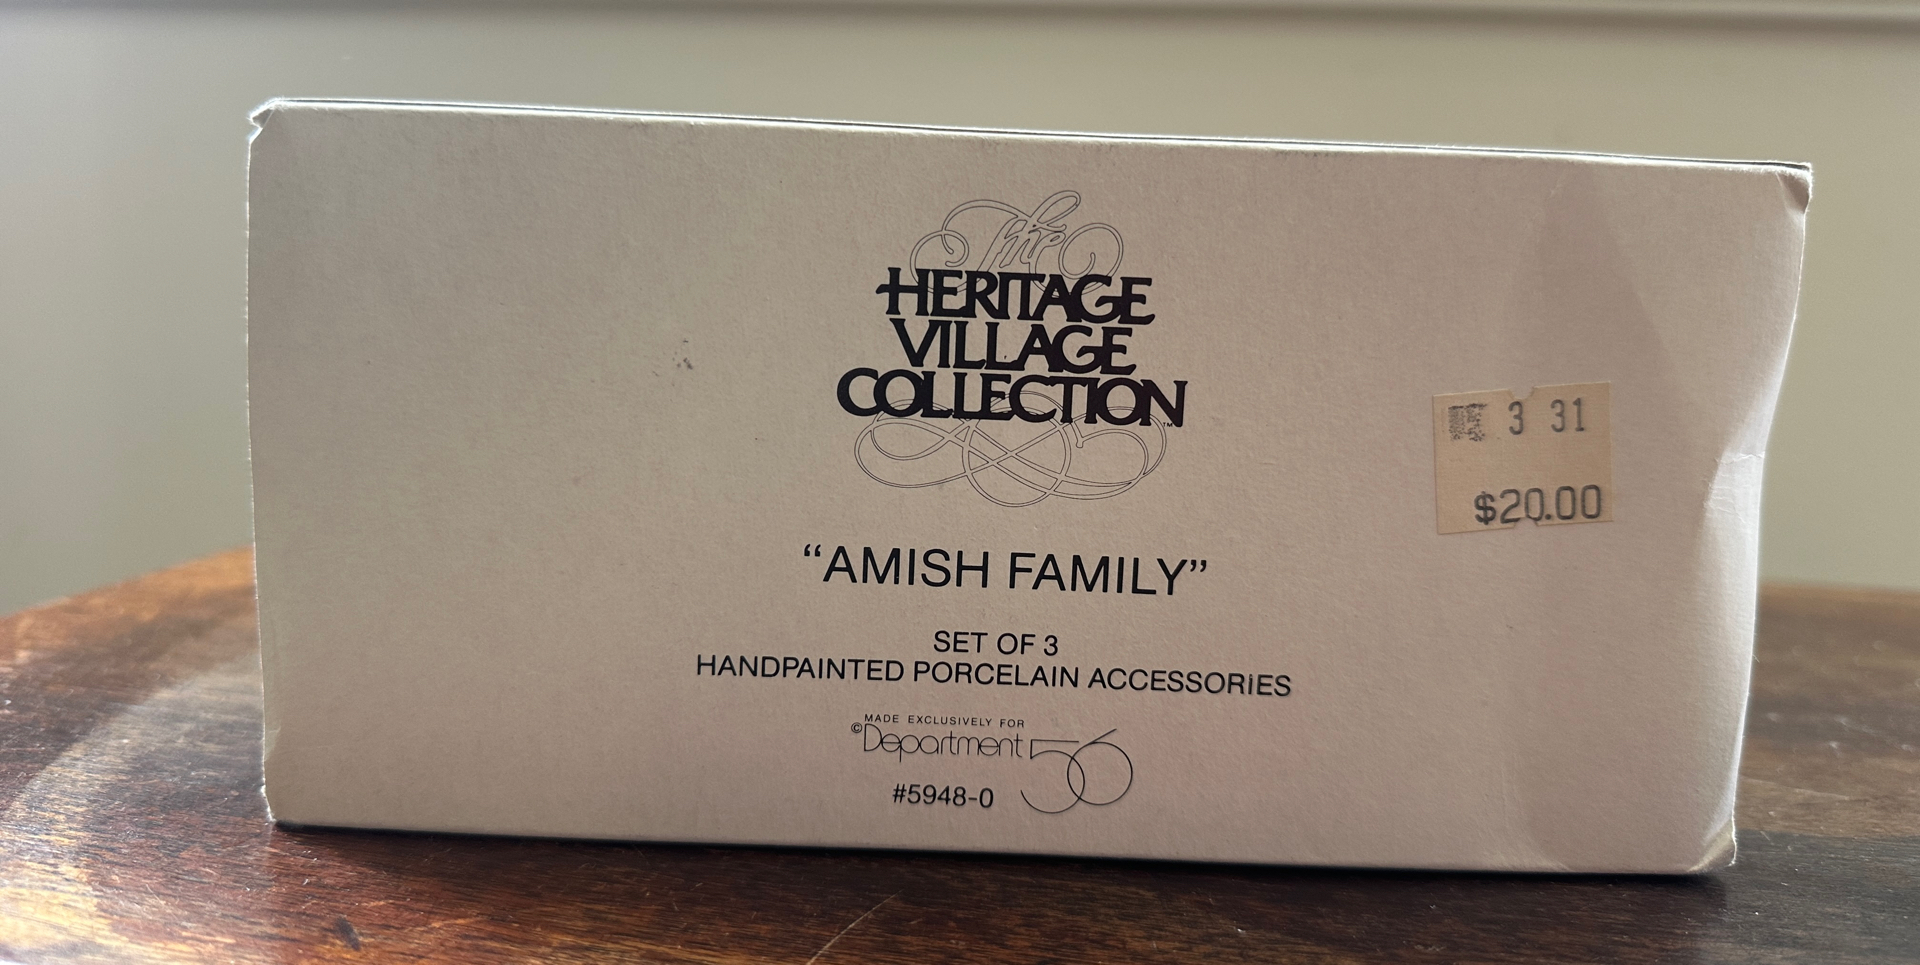 The
HERITAGE
VILLAGE
COLLECTION™
3 31
$20.00
“AMISH FAMILY”
SET OF 3
HANDPAINTED PORCELAIN ACCESSORIES
MADE EXCLUSIVELY FOR
©Department 56
#5948-0